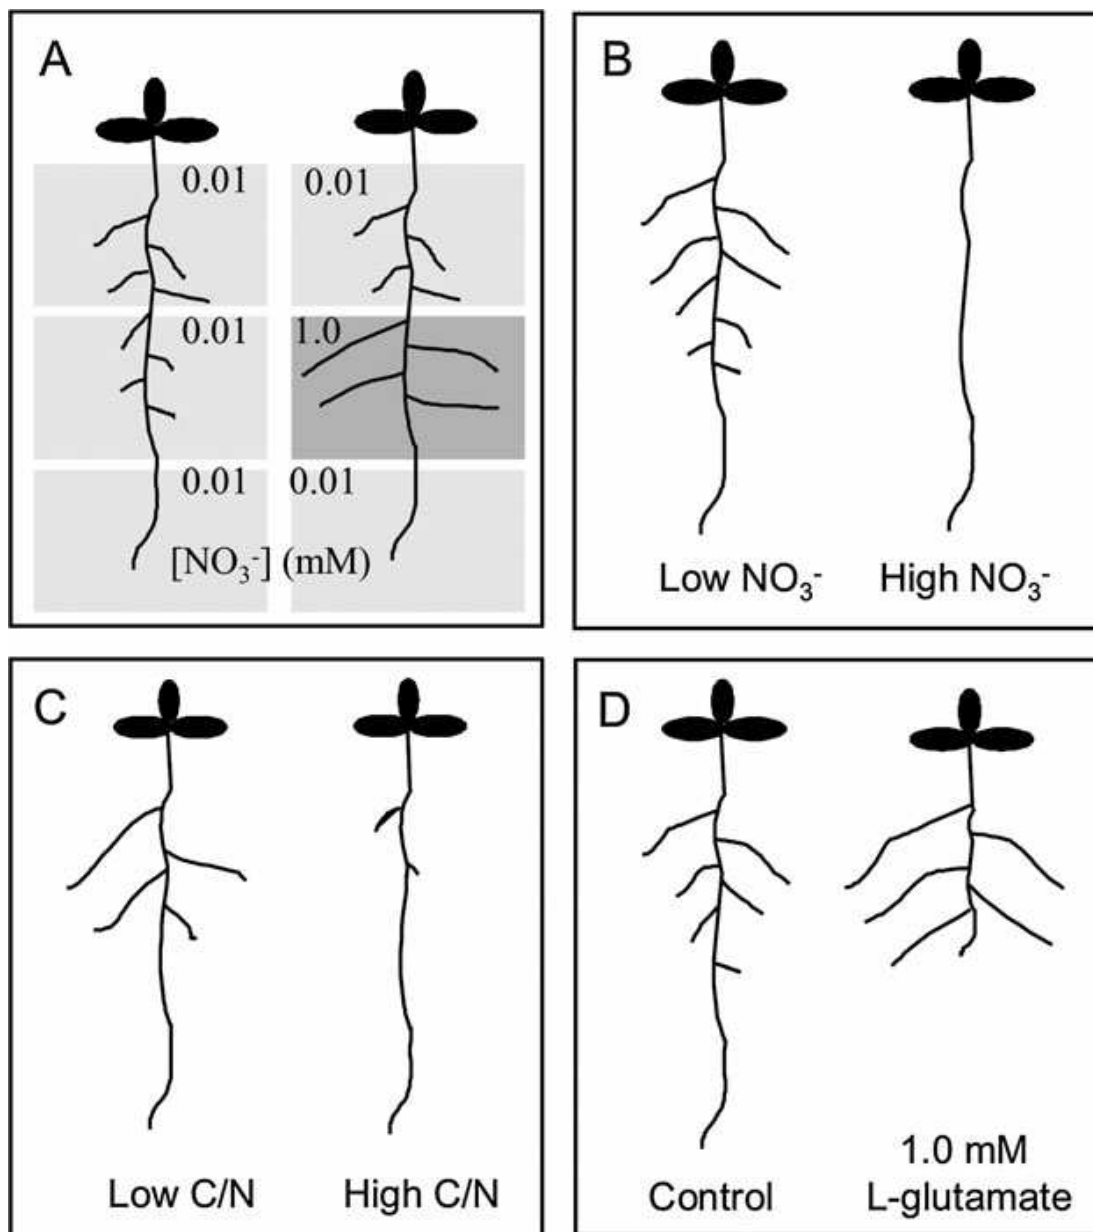 A
B
0.01 0.01
0.01 1.0
0.01 0.01
[NO₃⁻] (mM)
Low NO₃⁻ High NO₃⁻
C
D
Low C/N High C/N
Control
1.0 mM
L-glutamate